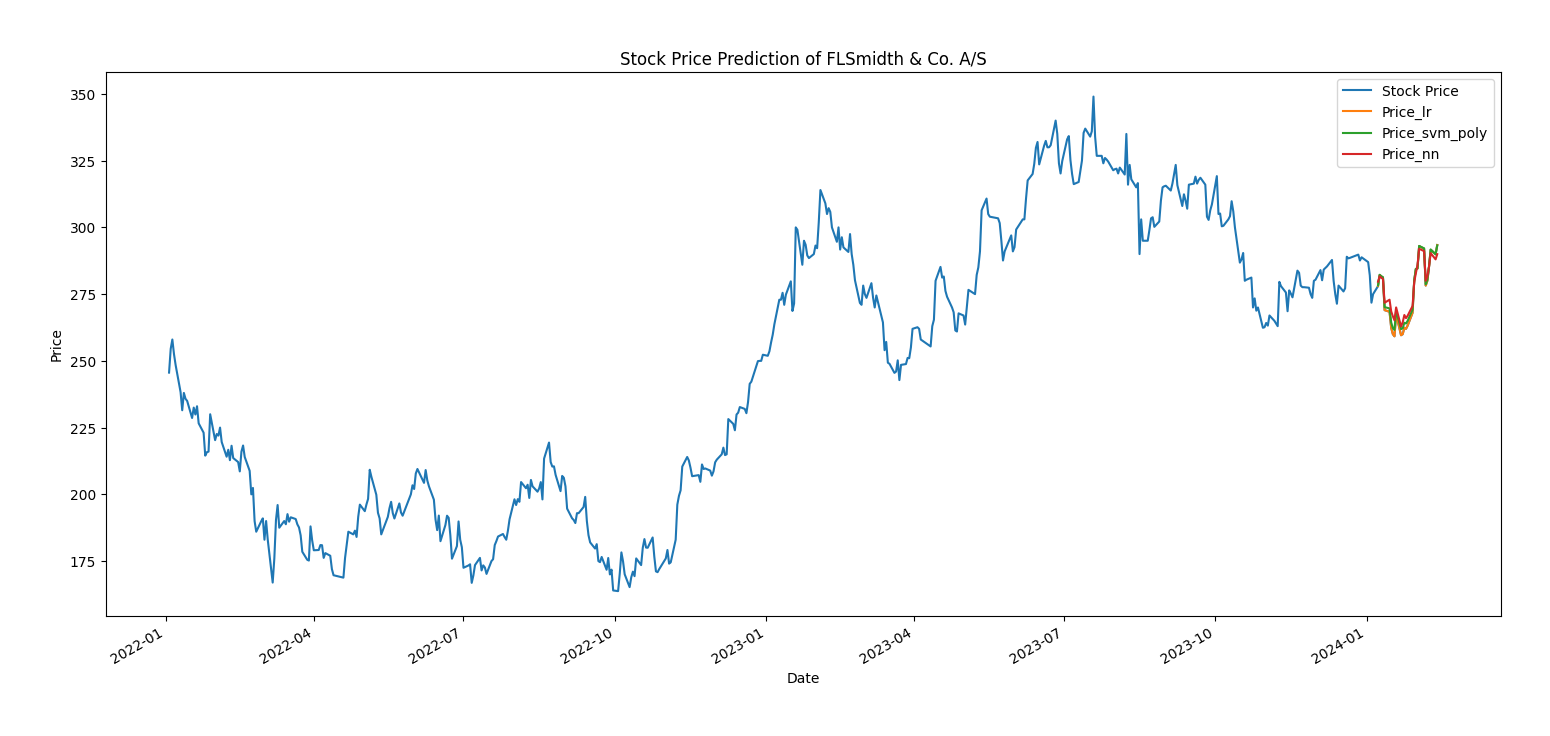 Stock Price Prediction of FLSmidth & Co. A/S
350
325
300
275
250
225
200
175
Price
Stock Price
Price_lr
Price_svm_poly
Price_nn
2022-01
2022-04
2022-07
2022-10
2023-01
2023-04
2023-07
2023-10
2024-01
Date